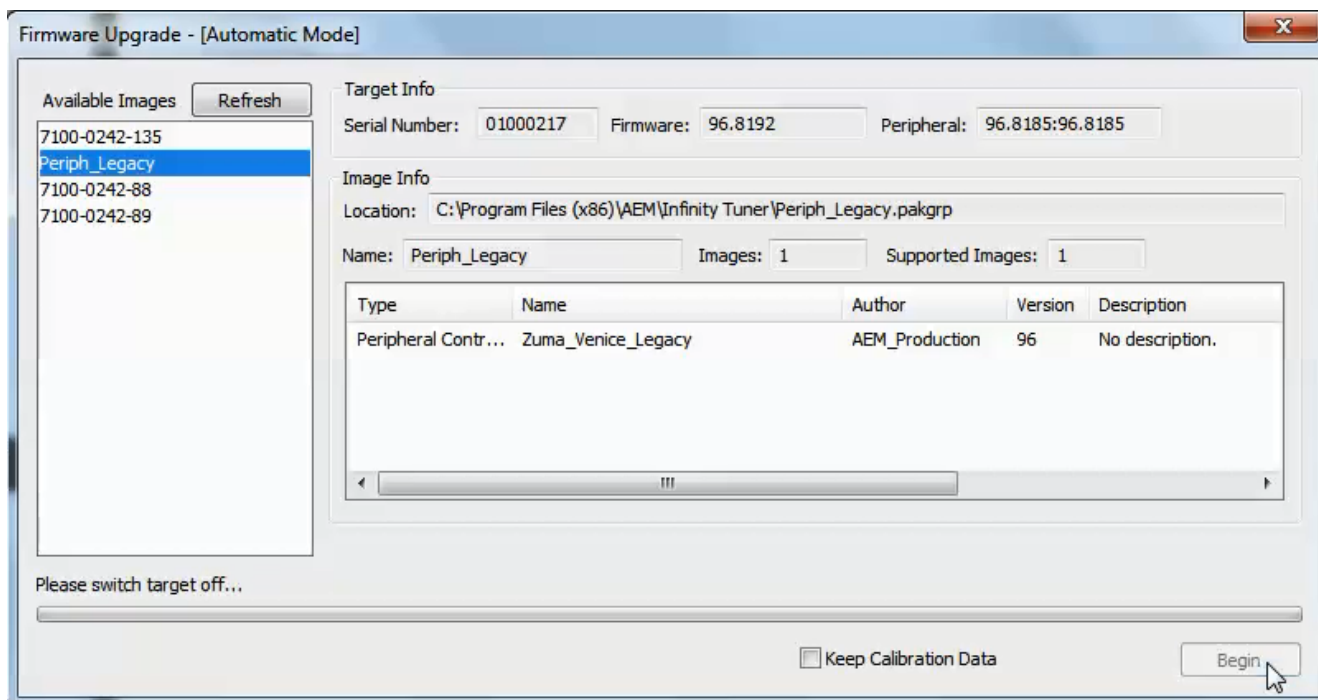 Firmware Upgrade - [Automatic Mode]
Available Images Refresh
7100-0242-135
Periph_Legacy
7100-0242-88
7100-0242-89
Target Info
Serial Number: 01000217 Firmware: 96.8192 Peripheral: 96.8185:96.8185
Image Info
Location: C:\Program Files (x86)\AEM\Infinity Tuner\Periph_Legacy.pakgrp
Name: Periph_Legacy Images: 1 Supported Images: 1
Type Name Author Version Description
Peripheral Contr... Zuma_Venice_Legacy AEM_Production 96 No description.
Please switch target off...
Keep Calibration Data Begin